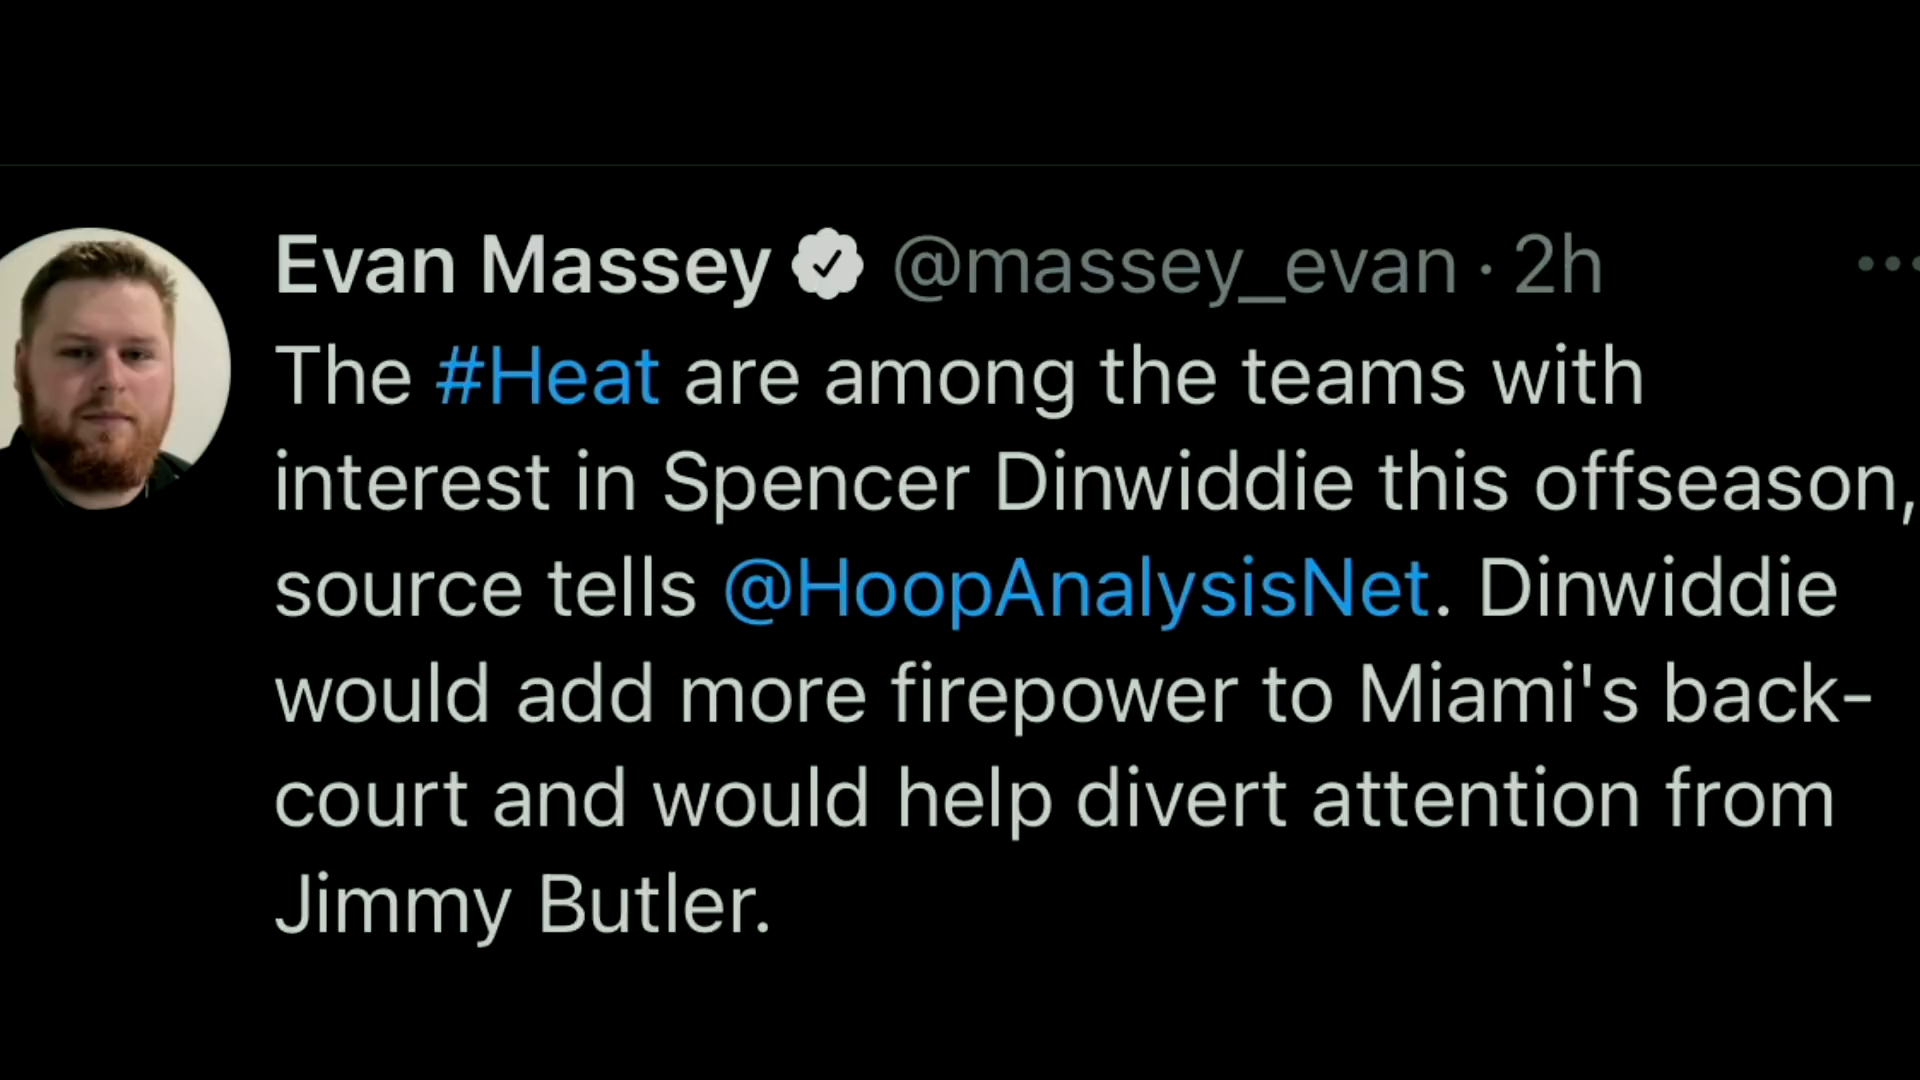 Evan Massey @massey_evan · 2h
The #Heat are among the teams with
interest in Spencer Dinwiddie this offseason,
source tells @HoopAnalysisNet. Dinwiddie
would add more firepower to Miami's back-
court and would help divert attention from
Jimmy Butler.